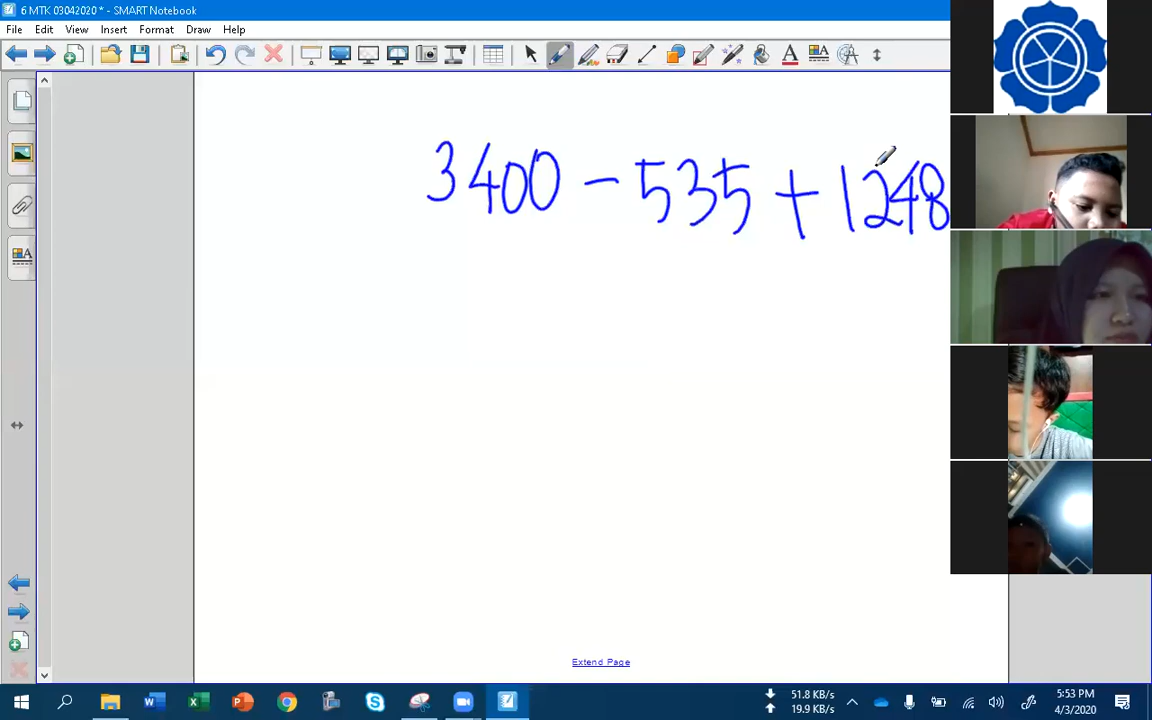 6 MTK 03042020 * - SMART Notebook
File Edit View Insert Format Draw Help
3400 - 535 + 1248
Extend Page
51.8 KB/s
19.9 KB/s
5:53 PM
4/3/2020